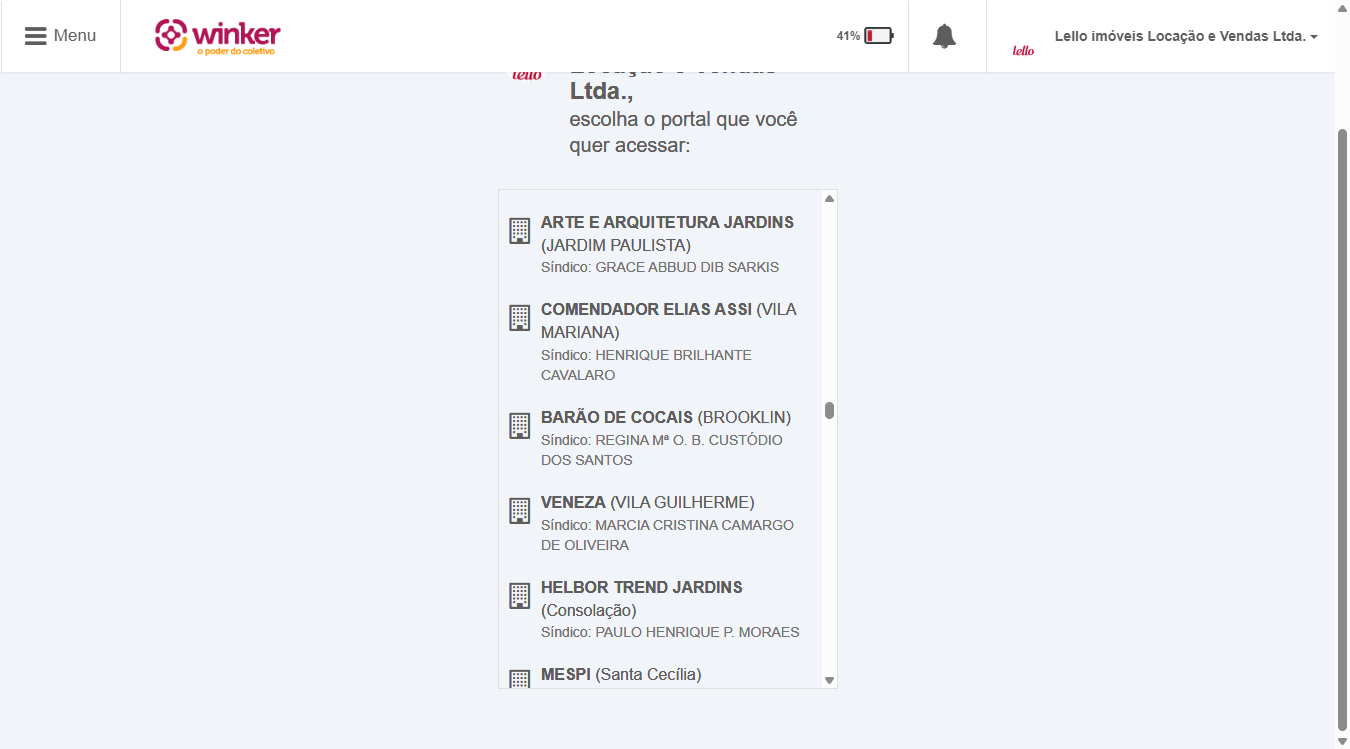 Menu
winker
o poder do coletivo
41%
lello
Lello imóveis Locação e Vendas Ltda.
lello
Locação e Vendas
Ltda.,
escolha o portal que você
quer acessar:
ARTE E ARQUITETURA JARDINS
(JARDIM PAULISTA)
Síndico: GRACE ABBUD DIB SARKIS
COMENDADOR ELIAS ASSI (VILA
MARIANA)
Síndico: HENRIQUE BRILHANTE
CAVALARO
BARÃO DE COCAIS (BROOKLIN)
Síndico: REGINA Mª O. B. CUSTÓDIO
DOS SANTOS
VENEZA (VILA GUILHERME)
Síndico: MARCIA CRISTINA CAMARGO
DE OLIVEIRA
HELBOR TREND JARDINS
(Consolação)
Síndico: PAULO HENRIQUE P. MORAES
MESPI (Santa Cecília)